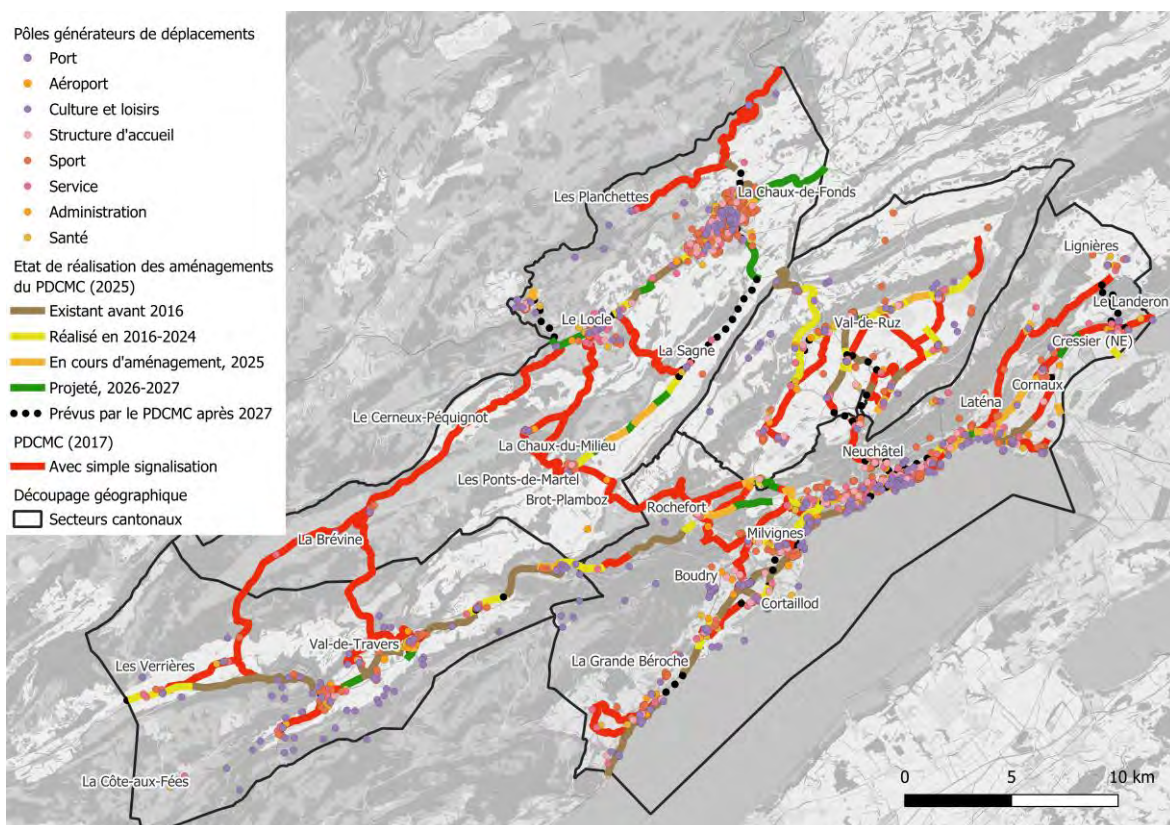 Pôles générateurs de déplacements
Port
Aéroport
Culture et loisirs
Structure d'accueil
Sport
Service
Administration
Santé
Etat de réalisation des aménagements
du PDCMC (2025)
Existant avant 2016
Réalisé en 2016-2024
En cours d'aménagement, 2025
Projeté, 2026-2027
Prévus par le PDCMC après 2027
PDCMC (2017)
Avec simple signalisation
Découpage géographique
Secteurs cantonaux
Les Planchettes
La Chaux-de-Fonds
Lignières
Le Landeron
Le Locle
Val-de-Ruz
Cressier (NE)
La Sagne
Cornaux
Laténa
Le Cerneux-Péquignot
La Chaux-du-Milieu
Neuchâtel
Les Ponts-de-Martel
Brot-Plamboz
Rochefort
Milvignes
La Brévine
Boudry
Cortaillod
Val-de-Travers
Les Verrières
La Grande Béroche
La Côte-aux-Fées
0 5 10 km